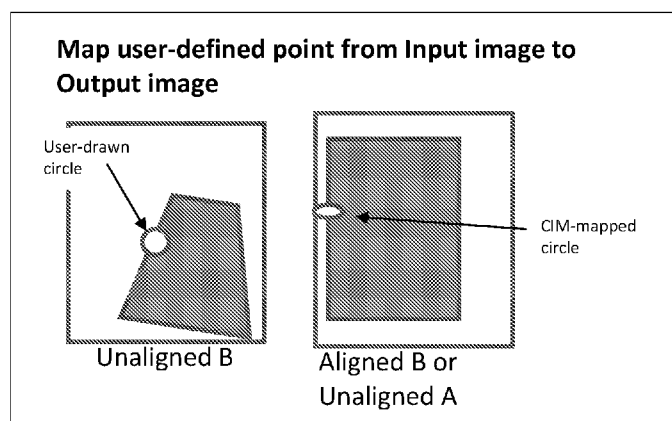 Map user-defined point from Input image to
Output image
User-drawn
circle
CIM-mapped
circle
Unaligned B
Aligned B or
Unaligned A